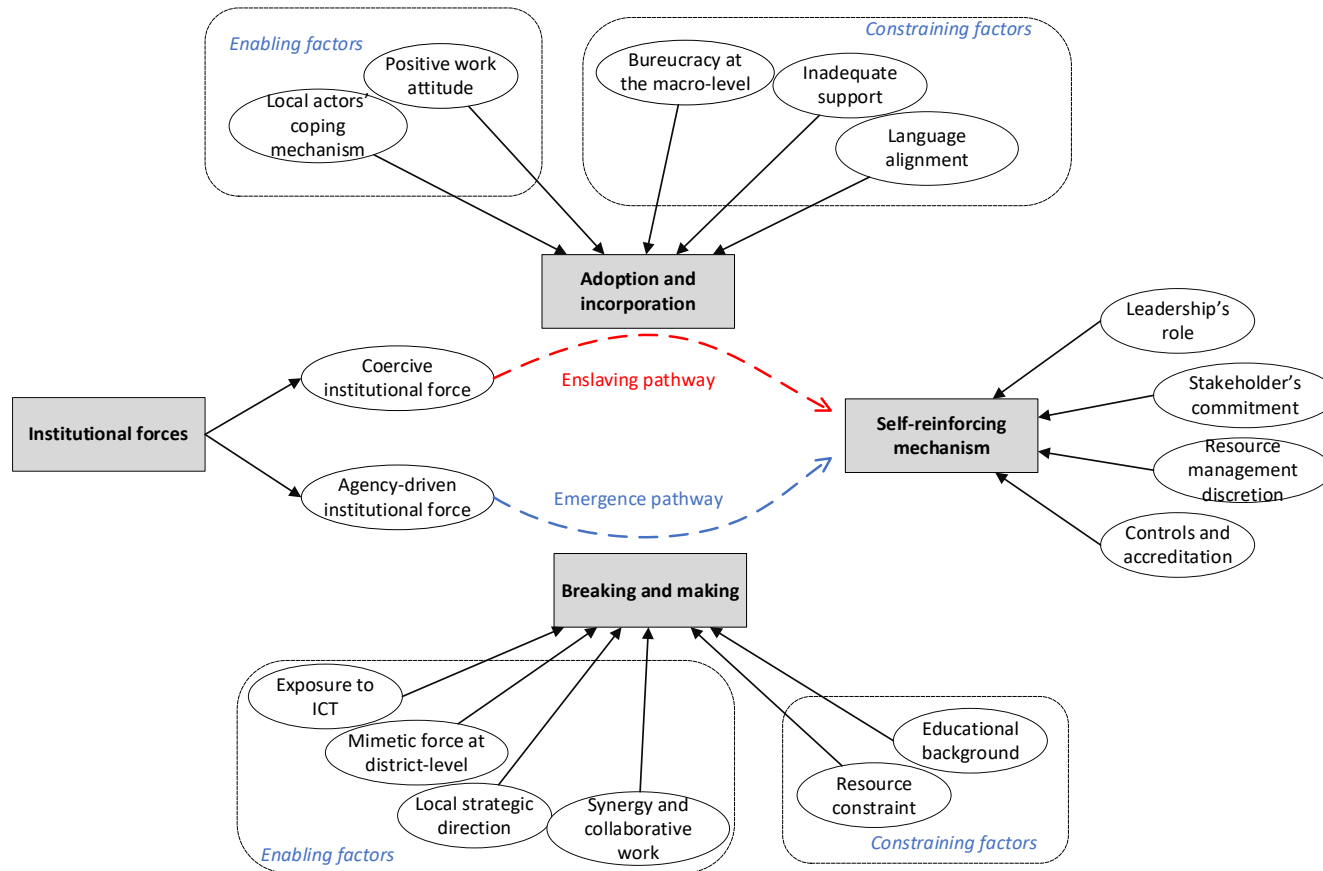 Enabling factors
Positive work
attitude
Local actors’
coping
mechanism
Constraining factors
Bureucracy at
the macro-level
Inadequate
support
Language
alignment
Adoption and
incorporation
Institutional forces
Coercive
institutional force
Enslaving pathway
Agency-driven
institutional force
Emergence pathway
Self-reinforcing
mechanism
Leadership’s
role
Stakeholder’s
commitment
Resource
management
discretion
Controls and
accreditation
Breaking and making
Exposure to
ICT
Mimetic force at
district-level
Local strategic
direction
Synergy and
collaborative
work
Enabling factors
Educational
background
Resource
constraint
Constraining factors